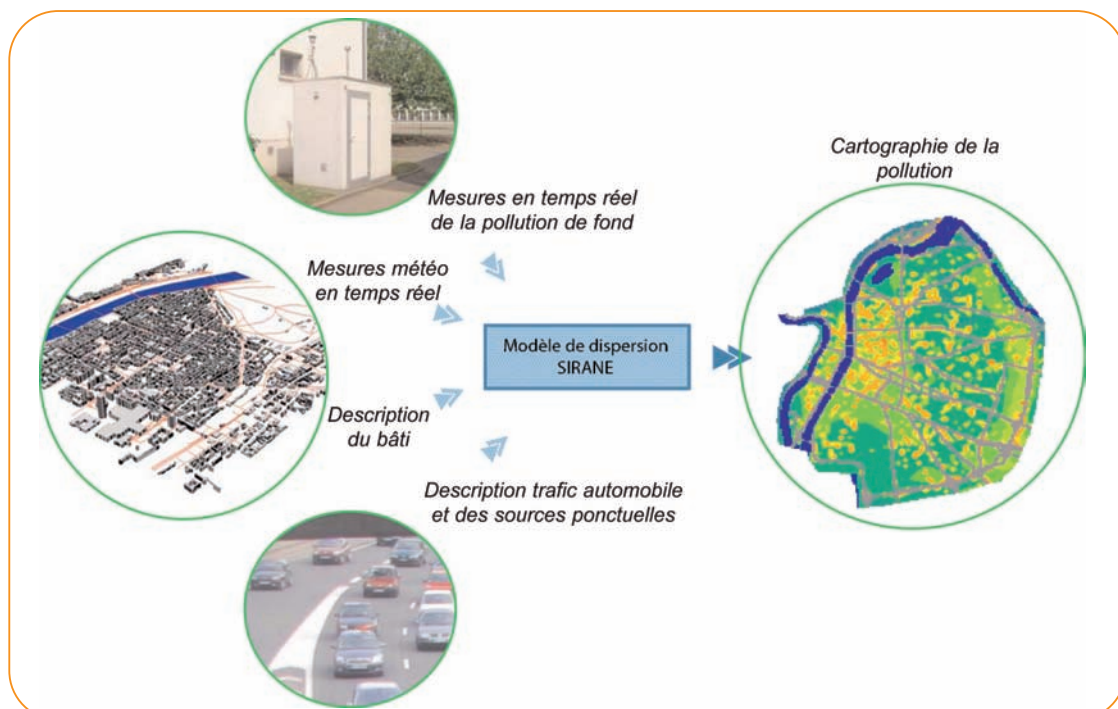 Cartographie de la
pollution
Mesures en temps réel
de la pollution de fond
Mesures météo
en temps réel
Modèle de dispersion
SIRANE
Description
du bâti
Description trafic automobile
et des sources ponctuelles